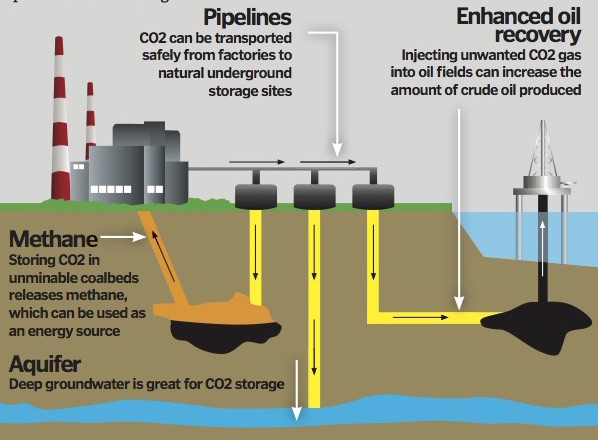 Pipelines
CO2 can be transported
safely from factories to
natural underground
storage sites
Enhanced oil
recovery
Injecting unwanted CO2 gas
into oil fields can increase the
amount of crude oil produced
Methane
Storing CO2 in
unminable coalbeds
releases methane,
which can be used as
an energy source
Aquifer
Deep groundwater is great for CO2 storage